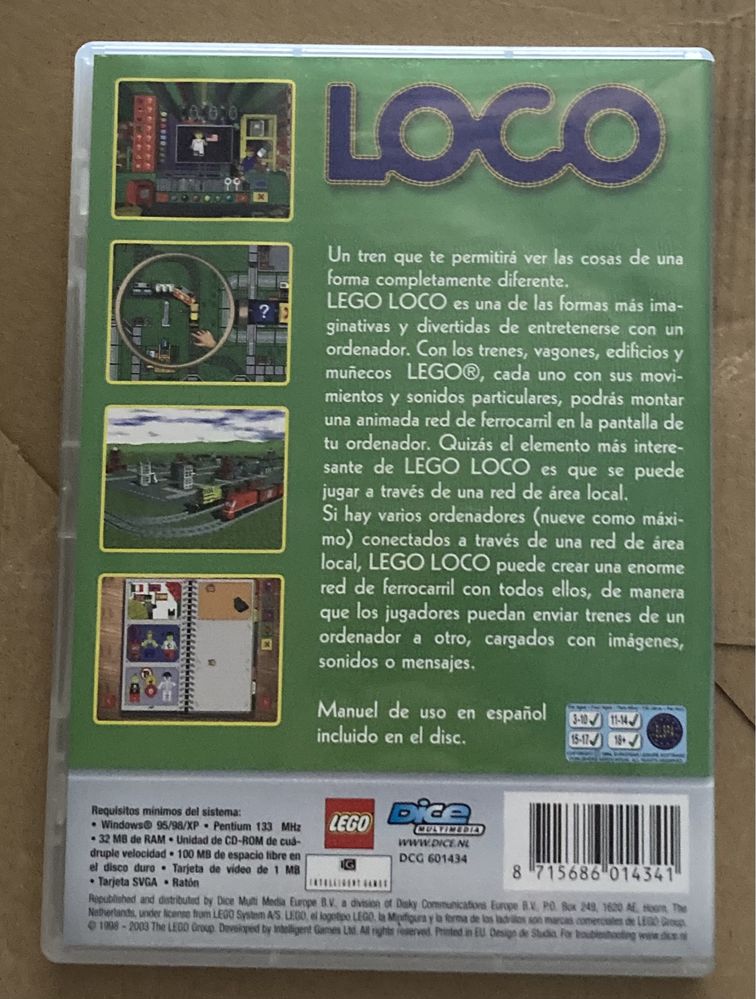 LOCO
Un tren que te permitirá ver las cosas de una
forma completamente diferente.
LEGO LOCO es una de las formas más ima-
ginativas y divertidas de entretenerse con un
ordenador. Con los trenes, vagones, edificios y
muñecos LEGO®, cada uno con sus movi-
mientos y sonidos particulares, podrás montar
una animada red de ferrocarril en la pantalla de
tu ordenador. Quizás el elemento más intere-
sante de LEGO LOCO es que se puede
jugar a través de una red de área local.
Si hay varios ordenadores (nueve como máxi-
mo) conectados a través de una red de área
local, LEGO LOCO puede crear una enorme
red de ferrocarril con todos ellos, de manera
que los jugadores puedan enviar trenes de un
ordenador a otro, cargados con imágenes,
sonidos o mensajes.
Manuel de uso en español
incluido en el disc.
3-10 11-14
15-17 18+
Requisitos mínimos del sistema:
• Windows® 95/98/XP • Pentium 133 MHz
• 32 MB de RAM • Unidad de CD-ROM de cuá-
druple velocidad • 100 MB de espacio libre en
el disco duro • Tarjeta de vídeo de 1 MB
• Tarjeta SVGA • Ratón
LEGO
Dice
MULTIMEDIA
WWW.DICE.NL
DCG 601434
IG
INTELLIGENT GAMES
8 715686 014341
Republished and distributed by Dice Multi Media Europe B.V., a division of Disky Communications Europe B.V., P.O. Box 249, 1620 AE, Hoorn, The
Netherlands, under license from LEGO System A/S. LEGO, el logotipo LEGO, la Minifigura y la forma de los ladrillos son marcas comerciales de LEGO Group.
© 1998 - 2003 The LEGO Group. Developed by Intelligent Games Ltd. All rights reserved. Printed in EU. Design de Studio. For troubleshooting www.dice.nl